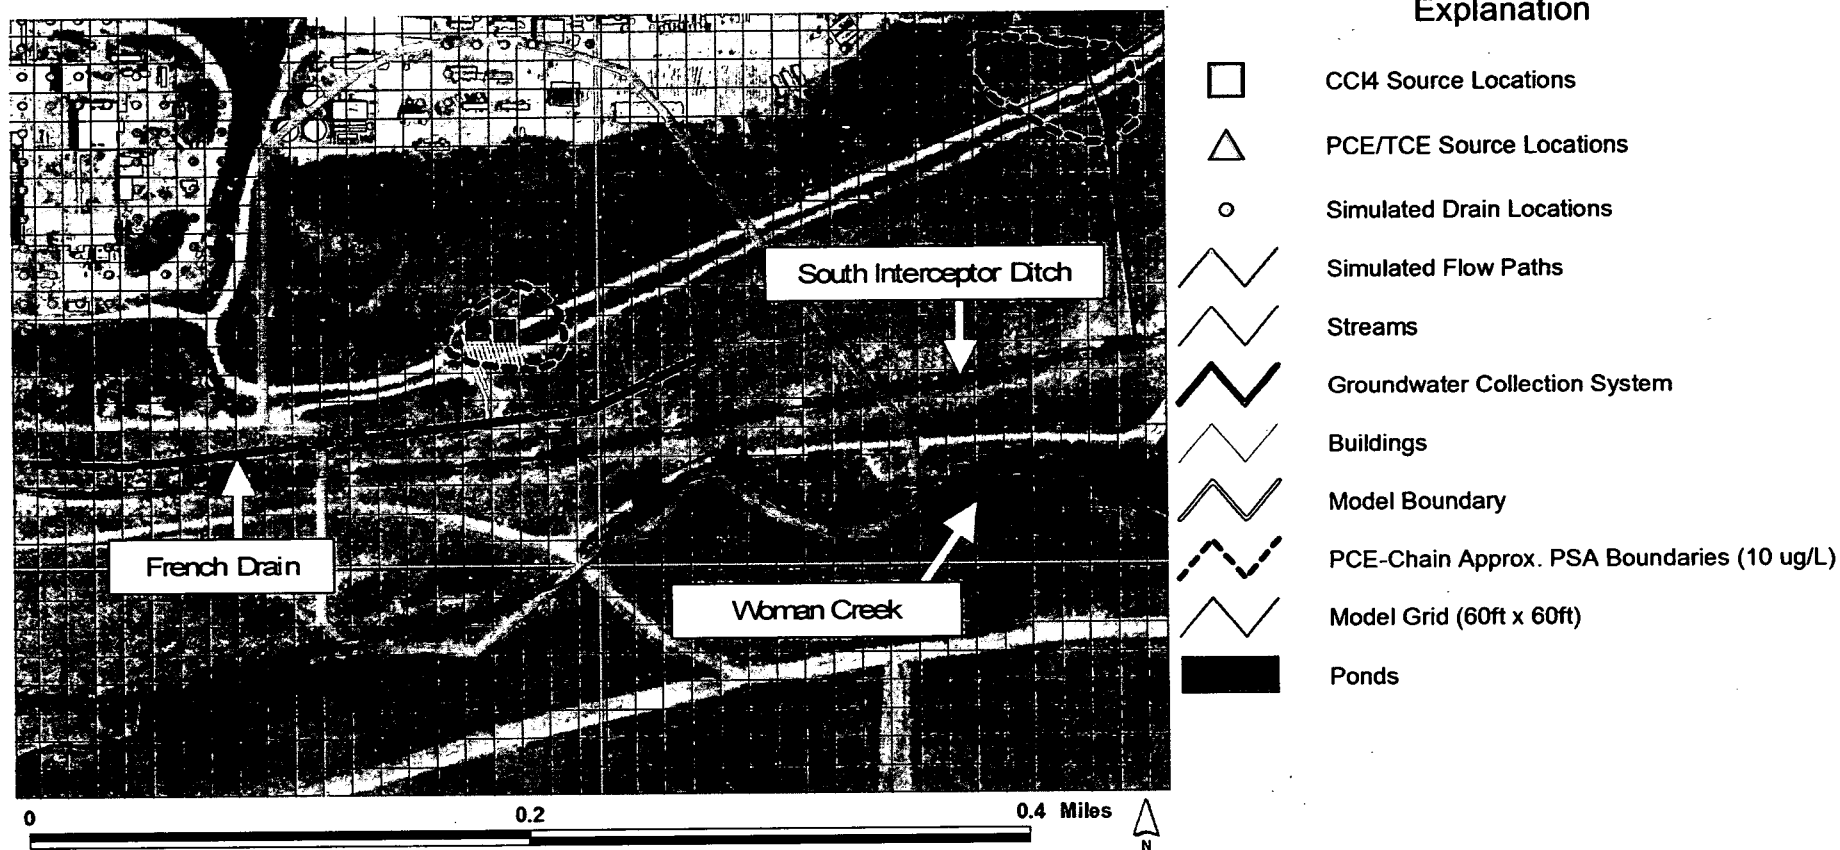 Explanation
CCl4 Source Locations
PCE/TCE Source Locations
Simulated Drain Locations
Simulated Flow Paths
Streams
Groundwater Collection System
Buildings
Model Boundary
PCE-Chain Approx. PSA Boundaries (10 ug/L)
Model Grid (60ft x 60ft)
Ponds
South Interceptor Ditch
French Drain
Woman Creek
0 0.2 0.4 Miles
N